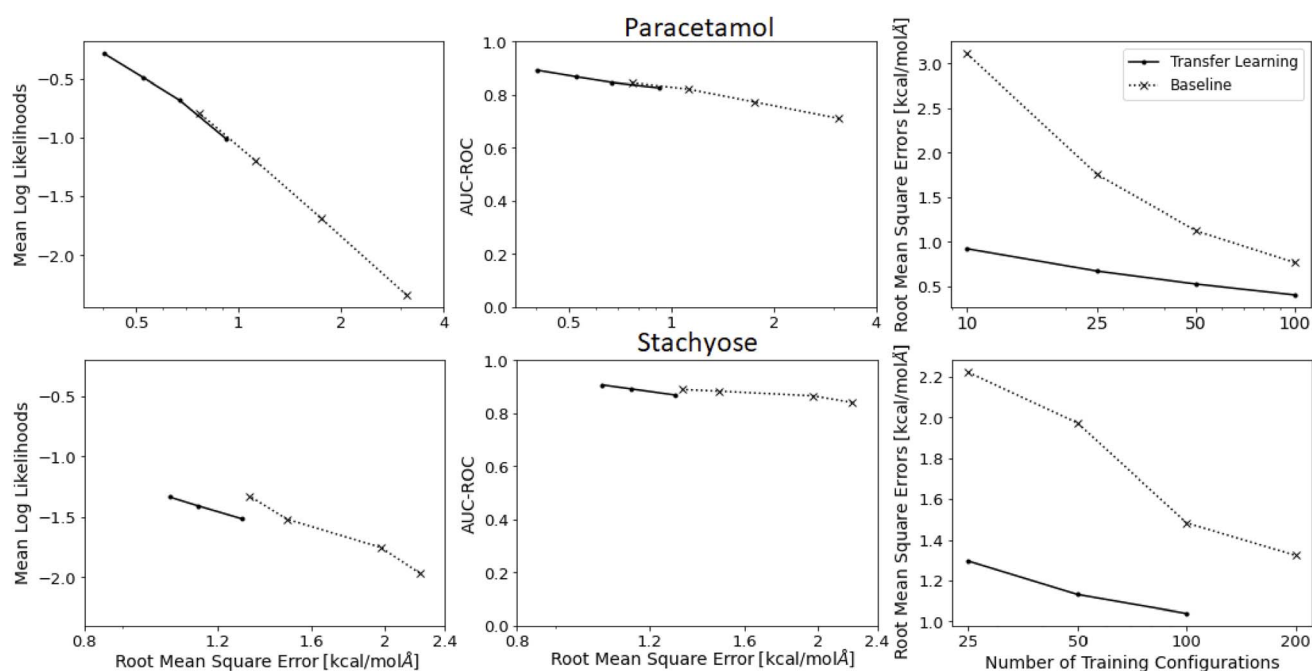 Paracetamol
Mean Log Likelihoods
−0.5
−1.0
−1.5
−2.0
0.5 1 2 4
AUC-ROC
1.0
0.8
0.6
0.4
0.2
0.0
0.5 1 2 4
Root Mean Square Errors [kcal/molÅ]
3.0
2.5
2.0
1.5
1.0
0.5
10 25 50 100
Transfer Learning
Baseline
Stachyose
Mean Log Likelihoods
−0.5
−1.0
−1.5
−2.0
0.8 1.2 1.6 2 2.4
Root Mean Square Error [kcal/molÅ]
AUC-ROC
1.0
0.8
0.6
0.4
0.2
0.0
0.8 1.2 1.6 2 2.4
Root Mean Square Error [kcal/molÅ]
Root Mean Square Errors [kcal/molÅ]
2.2
2.0
1.8
1.6
1.4
1.2
1.0
25 50 100 200
Number of Training Configurations